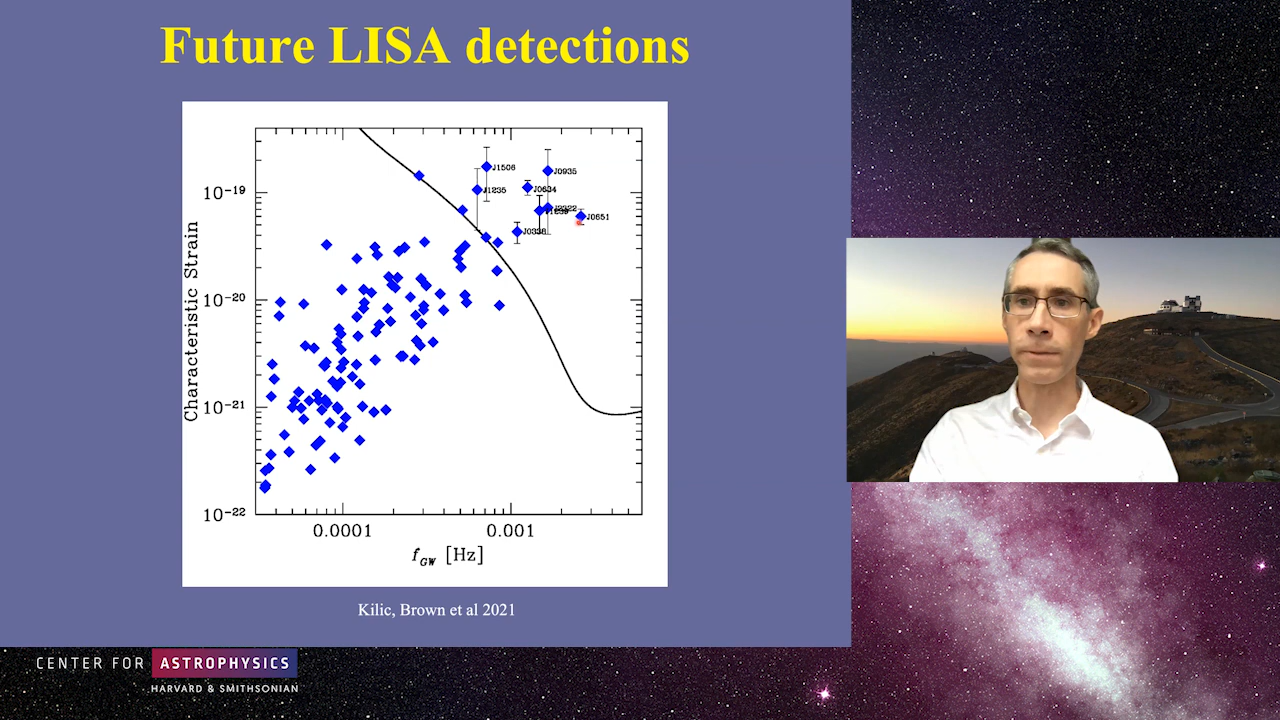 Future LISA detections
10⁻¹⁹
10⁻²⁰
10⁻²¹
10⁻²²
Characteristic Strain
J1506
J0935
J1235
J0634
J2322
J0651
J0338
0.0001
0.001
f_GW [Hz]
Kilic, Brown et al 2021
CENTER FOR ASTROPHYSICS
HARVARD & SMITHSONIAN